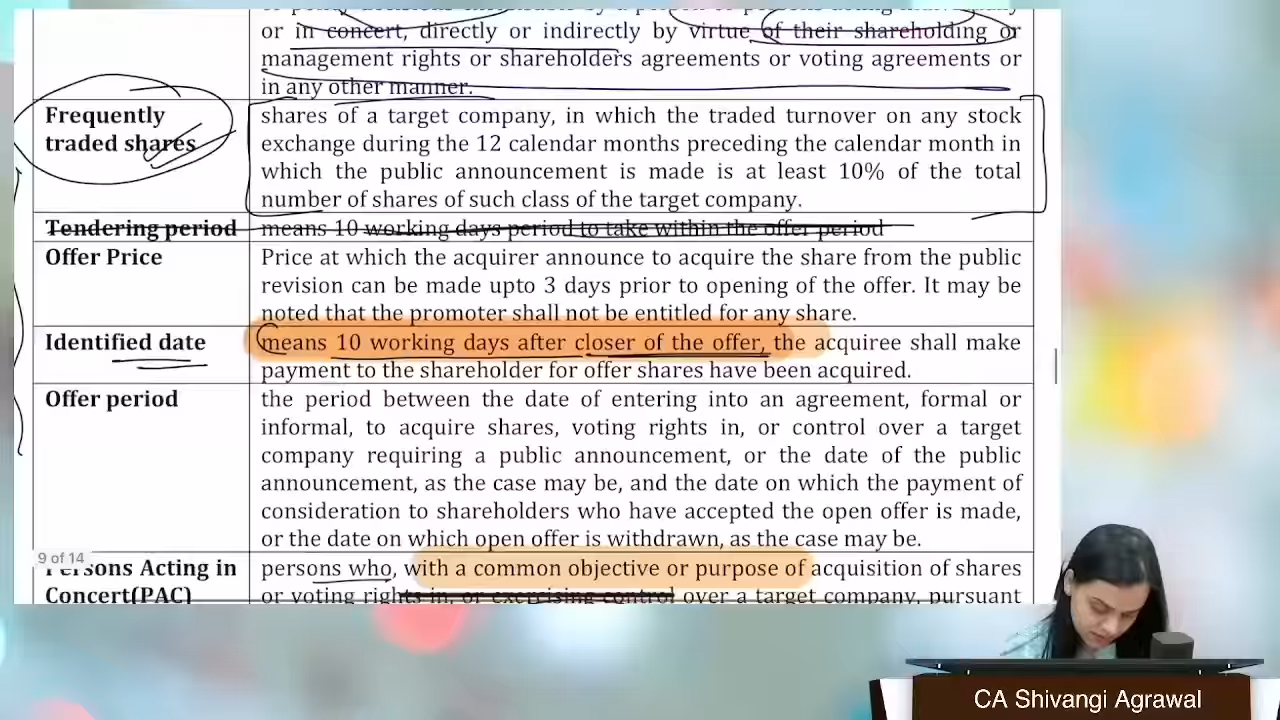 or in concert, directly or indirectly by virtue of their shareholding or
management rights or shareholders agreements or voting agreements or
in any other manner.
Frequently
traded shares
shares of a target company, in which the traded turnover on any stock
exchange during the 12 calendar months preceding the calendar month in
which the public announcement is made is at least 10% of the total
number of shares of such class of the target company.
Tendering period
means 10 working days period to take within the offer period
Offer Price
Price at which the acquirer announce to acquire the share from the public
revision can be made upto 3 days prior to opening of the offer. It may be
noted that the promoter shall not be entitled for any share.
Identified date
means 10 working days after closer of the offer, the acquiree shall make
payment to the shareholder for offer shares have been acquired.
Offer period
the period between the date of entering into an agreement, formal or
informal, to acquire shares, voting rights in, or control over a target
company requiring a public announcement, or the date of the public
announcement, as the case may be, and the date on which the payment of
consideration to shareholders who have accepted the open offer is made,
or the date on which open offer is withdrawn, as the case may be.
9 of 14
Persons Acting in
Concert(PAC)
persons who, with a common objective or purpose of acquisition of shares
or voting rights in, or exercising control over a target company, pursuant
CA Shivangi Agrawal